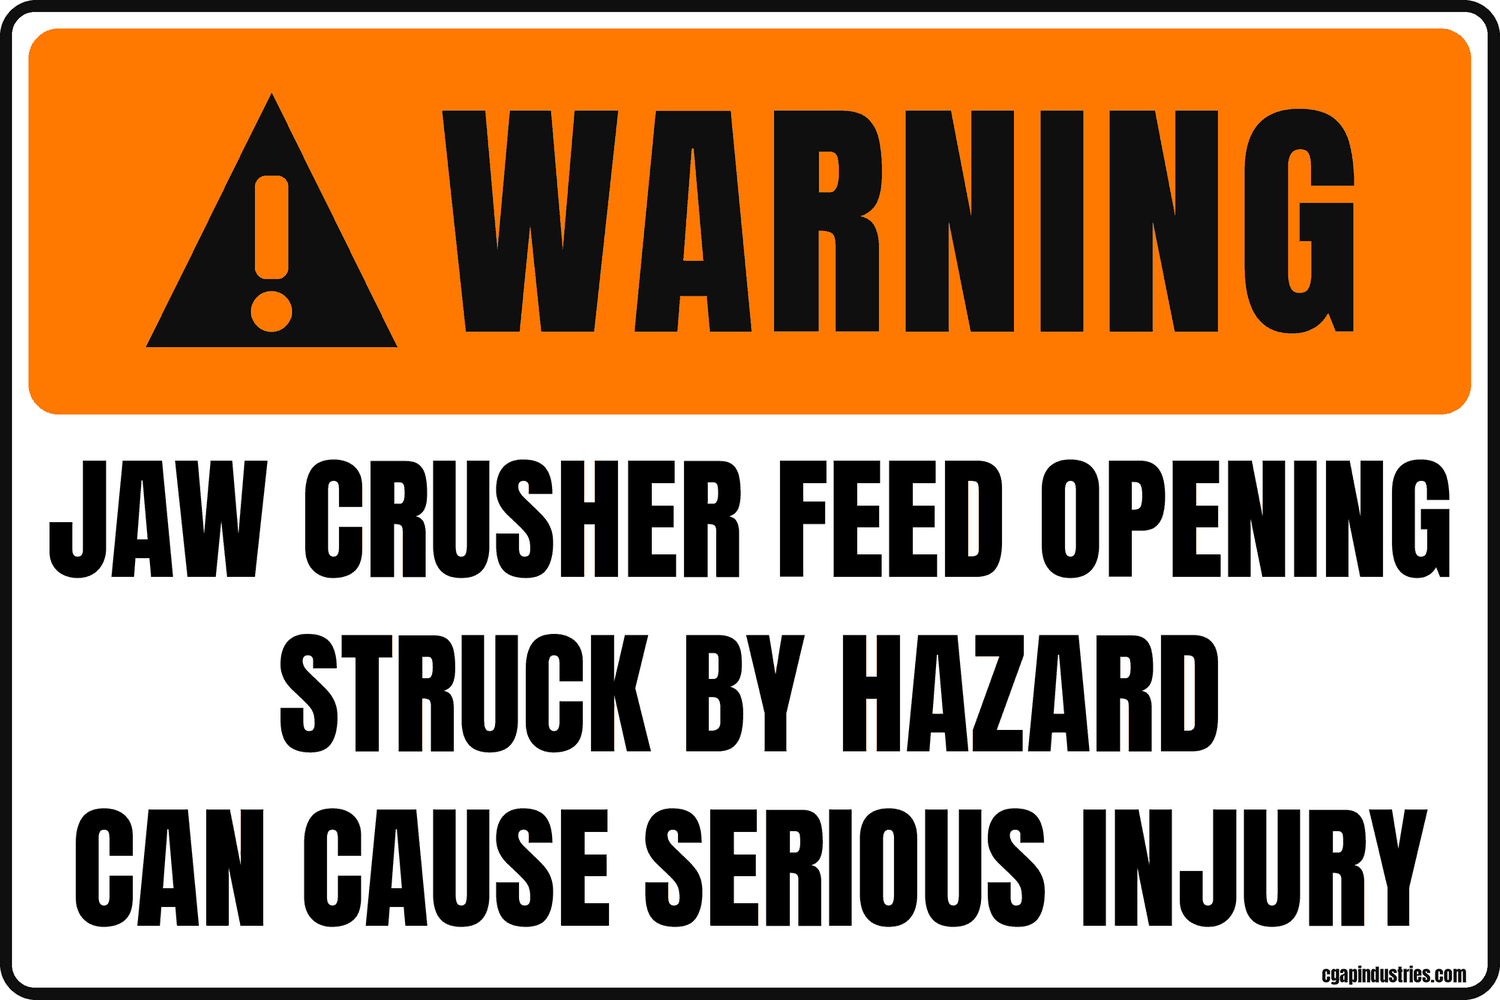 WARNING
JAW CRUSHER FEED OPENING
STRUCK BY HAZARD
CAN CAUSE SERIOUS INJURY
cgapindustries.com